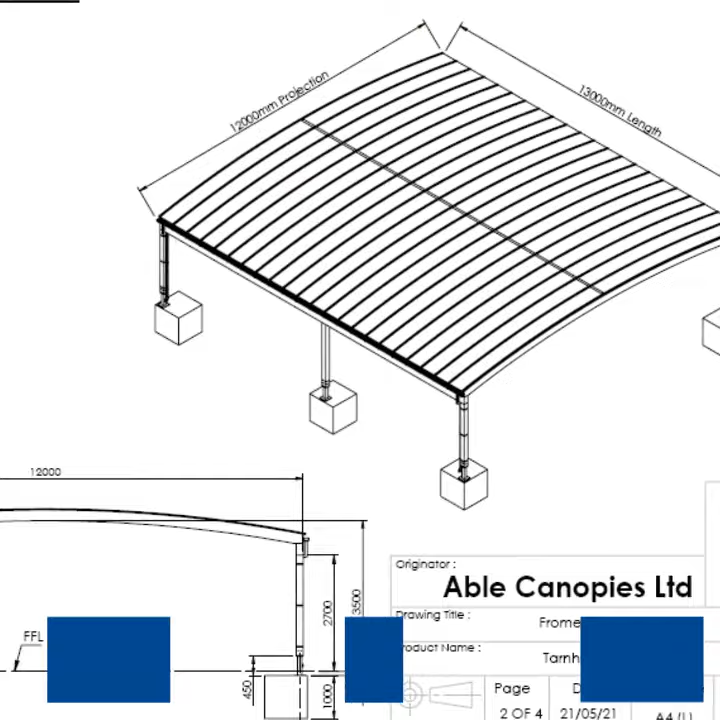 12000mm Projection
13000mm Length
12000
FFL
2700
3500
450
1000
Originator :
Able Canopies Ltd
Drawing Title :
Frome
Product Name :
Page
2 OF 4
21/05/21